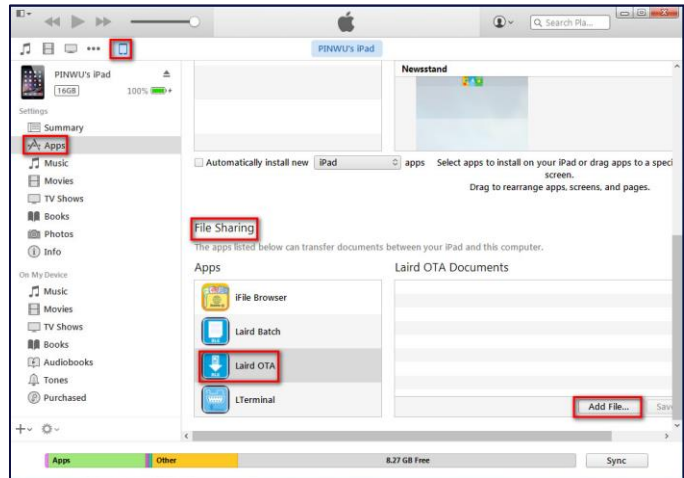 Search Pla...
PINWU's iPad
PINWU's iPad
16GB 100%
Newsstand
Settings
Summary
Apps
Music
Movies
TV Shows
Books
Photos
Info
On My Device
Music
Movies
TV Shows
Books
Audiobooks
Tones
Purchased
Automatically install new iPad apps
Select apps to install on your iPad or drag apps to a speci
screen.
Drag to rearrange apps, screens, and pages.
File Sharing
The apps listed below can transfer documents between your iPad and this computer.
Apps
iFile Browser
Laird Batch
Laird OTA
LTerminal
Laird OTA Documents
Add File... Save
Apps Other 8.27 GB Free Sync